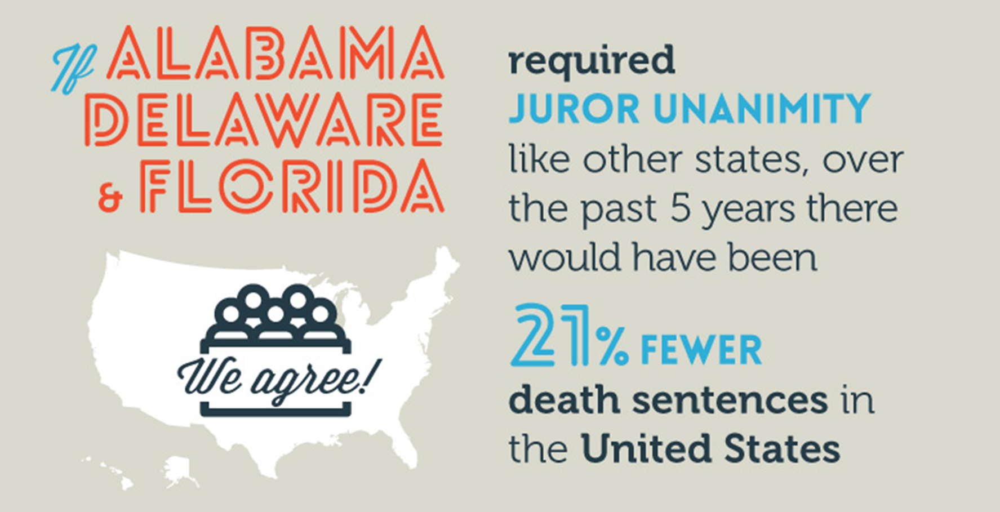 If ALABAMA
DELAWARE
& FLORIDA
We agree!
required
JUROR UNANIMITY
like other states, over
the past 5 years there
would have been
21% FEWER
death sentences in
the United States